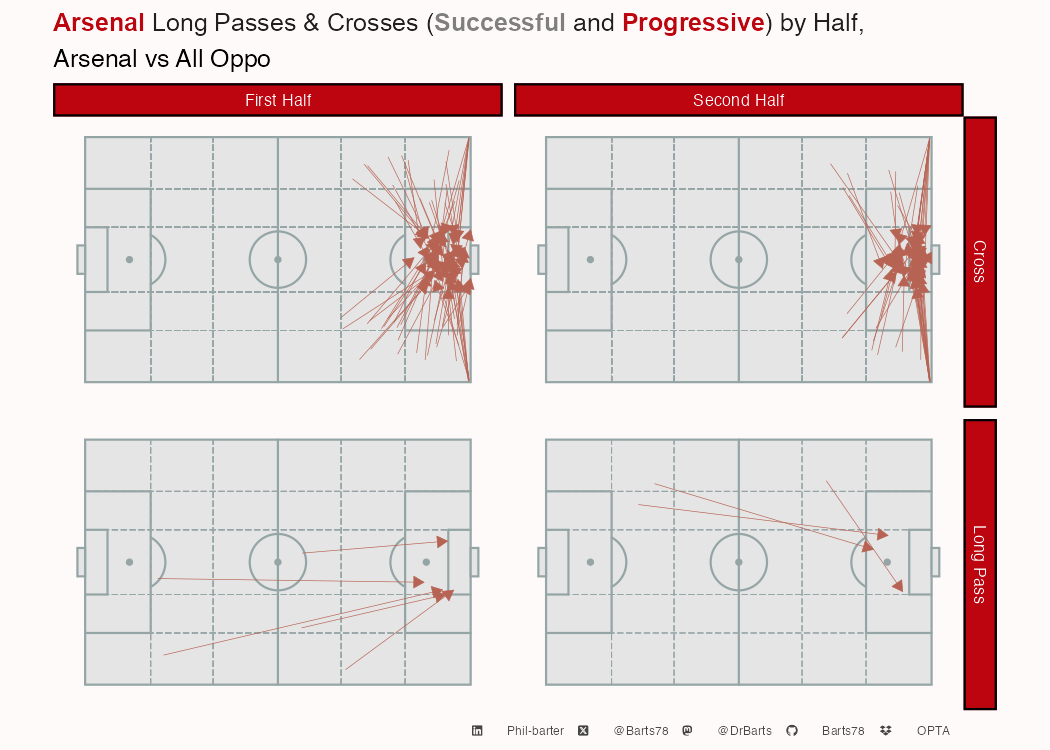 Arsenal Long Passes & Crosses (Successful and Progressive) by Half,
Arsenal vs All Oppo
First Half
Second Half
Cross
Long Pass
Phil-barter @Barts78 @DrBarts Barts78 OPTA